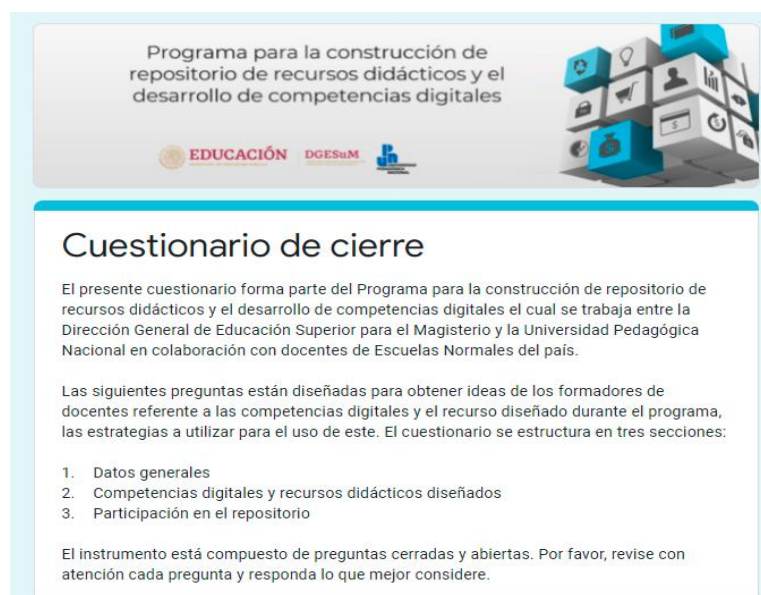 Programa para la construcción de
repositorio de recursos didácticos y el
desarrollo de competencias digitales
EDUCACIÓN DGESuM
Cuestionario de cierre
El presente cuestionario forma parte del Programa para la construcción de repositorio de
recursos didácticos y el desarrollo de competencias digitales el cual se trabaja entre la
Dirección General de Educación Superior para el Magisterio y la Universidad Pedagógica
Nacional en colaboración con docentes de Escuelas Normales del país.
Las siguientes preguntas están diseñadas para obtener ideas de los formadores de
docentes referente a las competencias digitales y el recurso diseñado durante el programa,
las estrategias a utilizar para el uso de este. El cuestionario se estructura en tres secciones:
1. Datos generales
2. Competencias digitales y recursos didácticos diseñados
3. Participación en el repositorio
El instrumento está compuesto de preguntas cerradas y abiertas. Por favor, revise con
atención cada pregunta y responda lo que mejor considere.